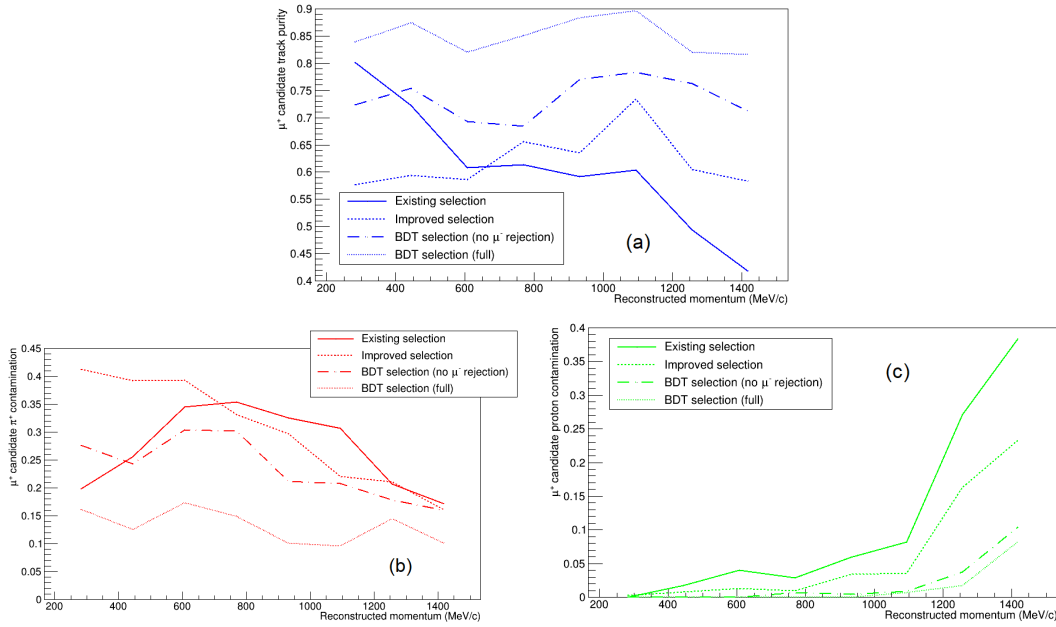 μ⁺ candidate track purity
0.9
0.85
0.8
0.75
0.7
0.65
0.6
0.55
0.5
0.45
0.4
Existing selection
Improved selection
BDT selection (no μ⁻ rejection)
BDT selection (full)
(a)
200 400 600 800 1000 1200 1400
Reconstructed momentum (MeV/c)
μ⁺ candidate π⁺ contamination
0.45
0.4
0.35
0.3
0.25
0.2
0.15
0.1
0.05
0
Existing selection
Improved selection
BDT selection (no μ⁻ rejection)
BDT selection (full)
(b)
200 400 600 800 1000 1200 1400
Reconstructed momentum (MeV/c)
μ⁺ candidate proton contamination
0.4
0.35
0.3
0.25
0.2
0.15
0.1
0.05
0
Existing selection
Improved selection
BDT selection (no μ⁻ rejection)
BDT selection (full)
(c)
200 400 600 800 1000 1200 1400
Reconstructed momentum (MeV/c)